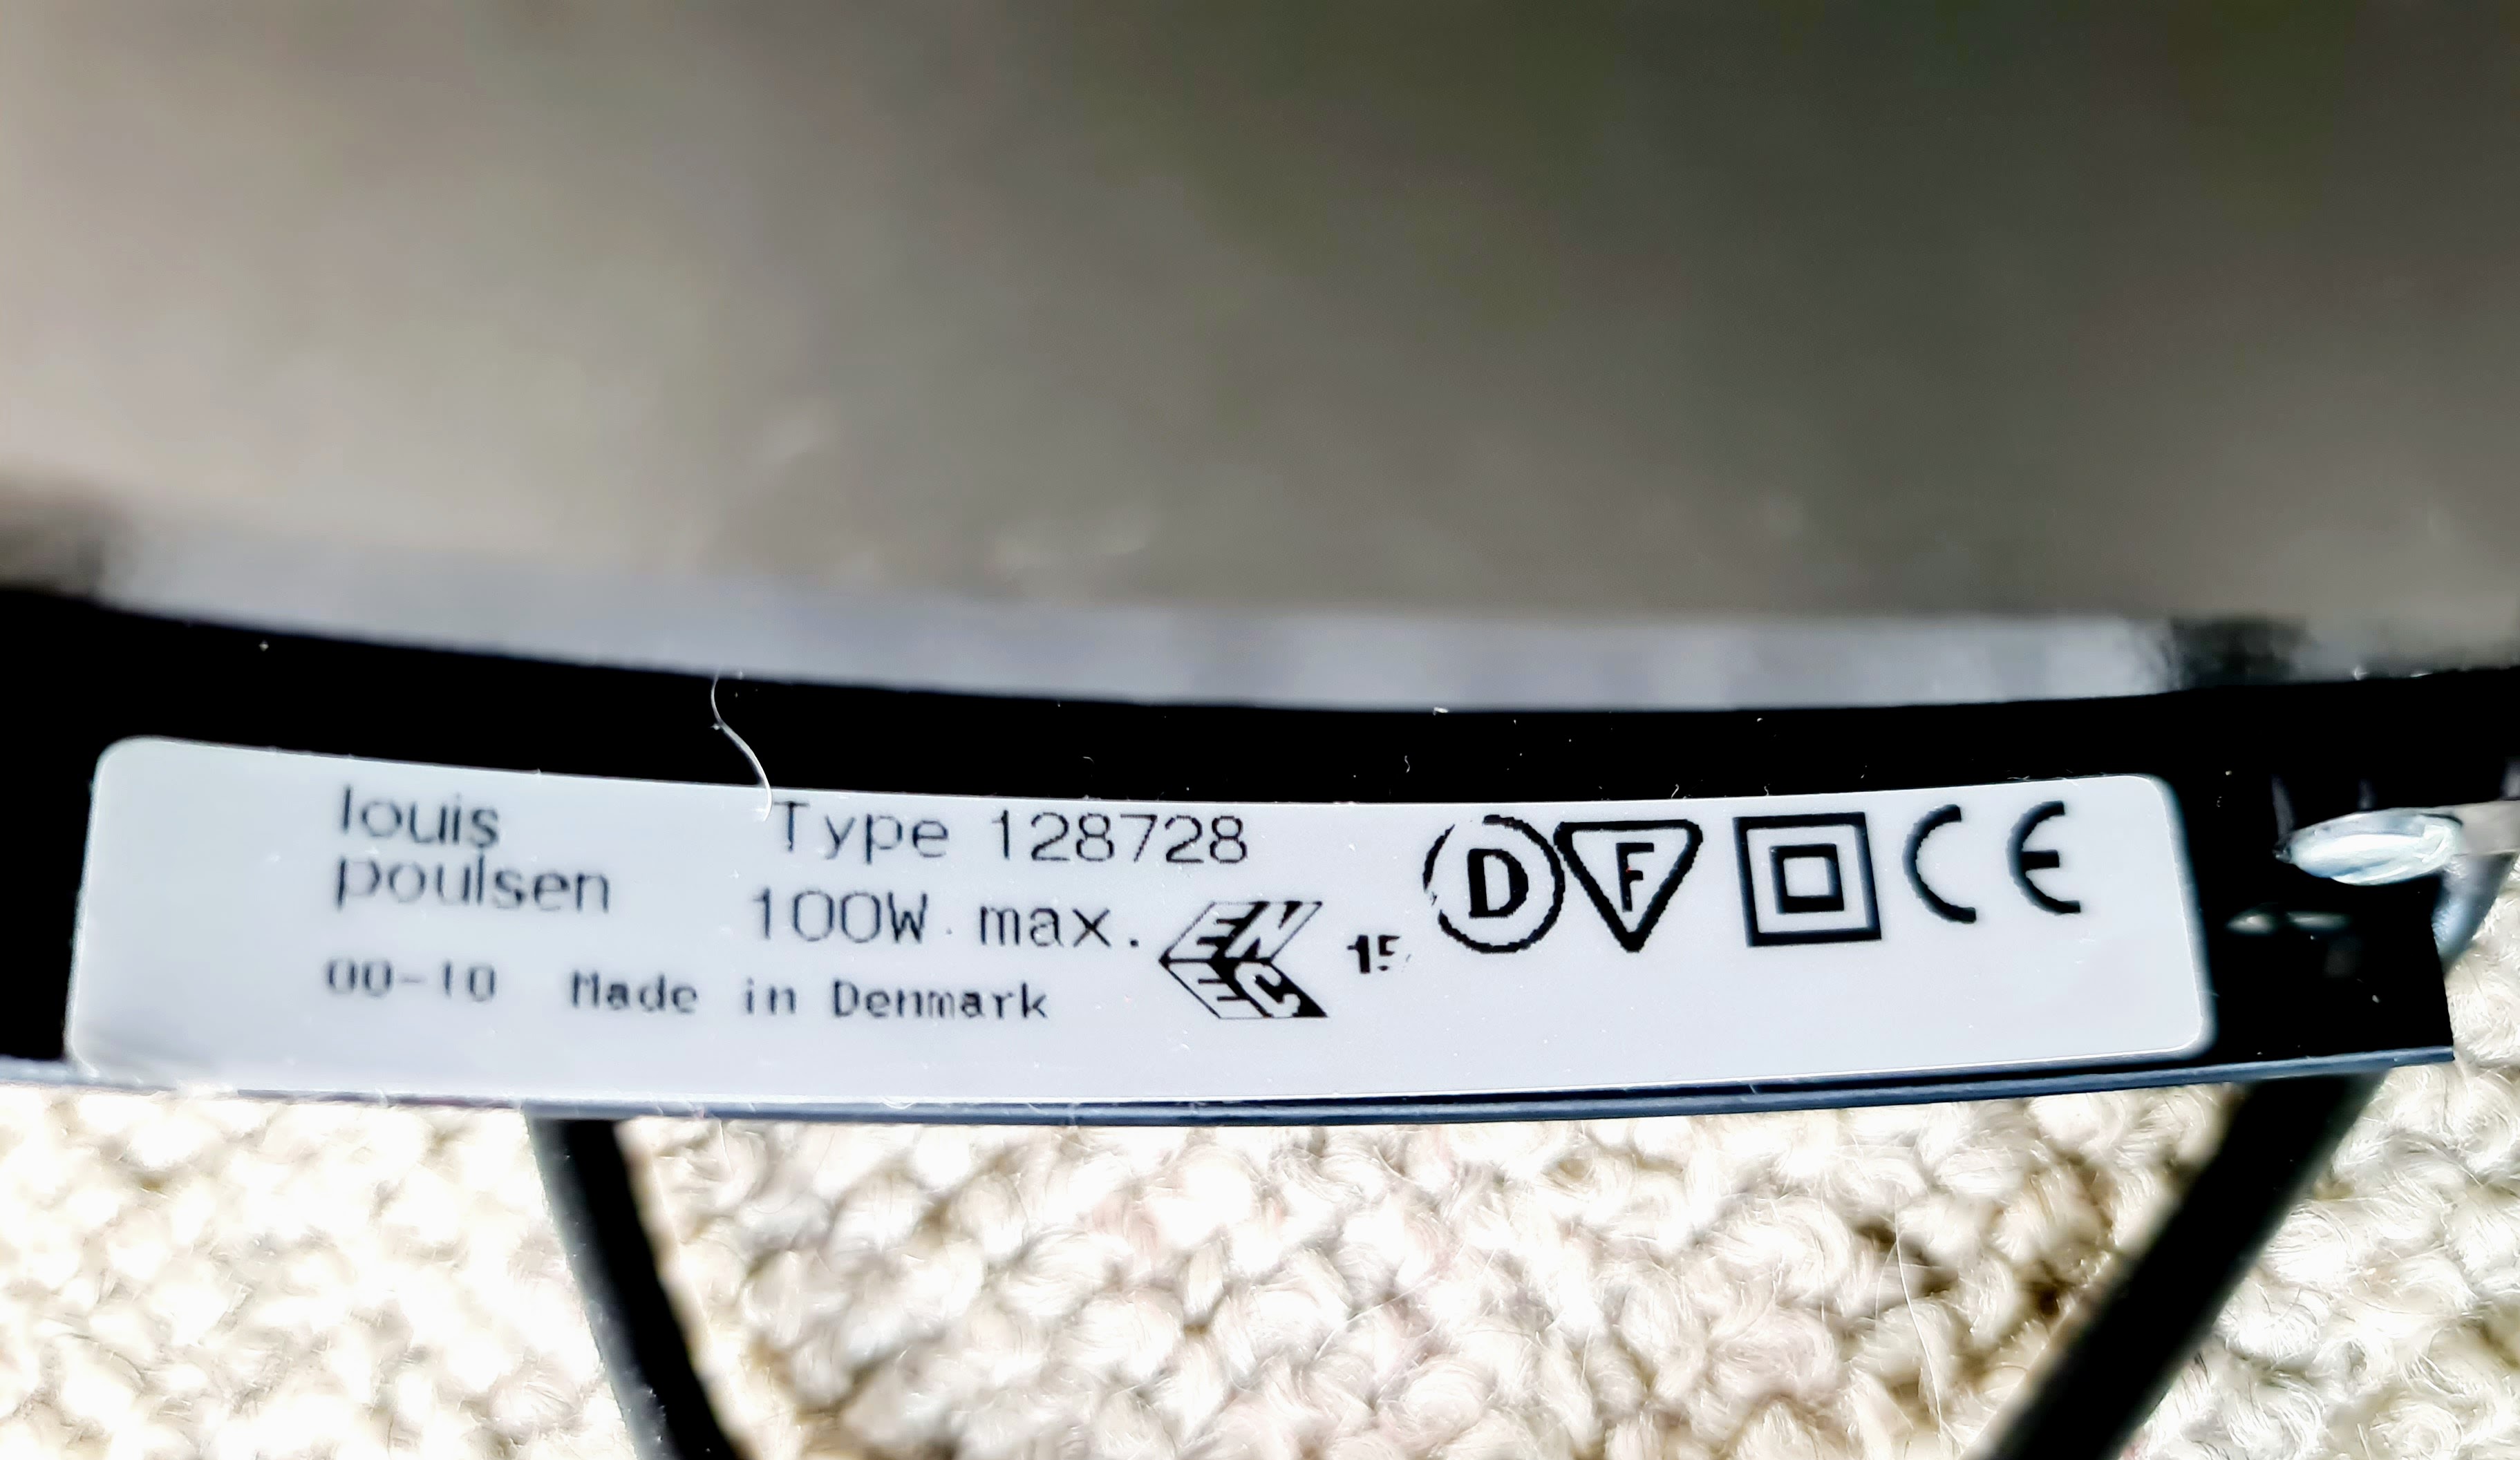 louis
poulsen
Type 128728
100W max.
00-10 Made in Denmark
ENEC
15
D
F
CE